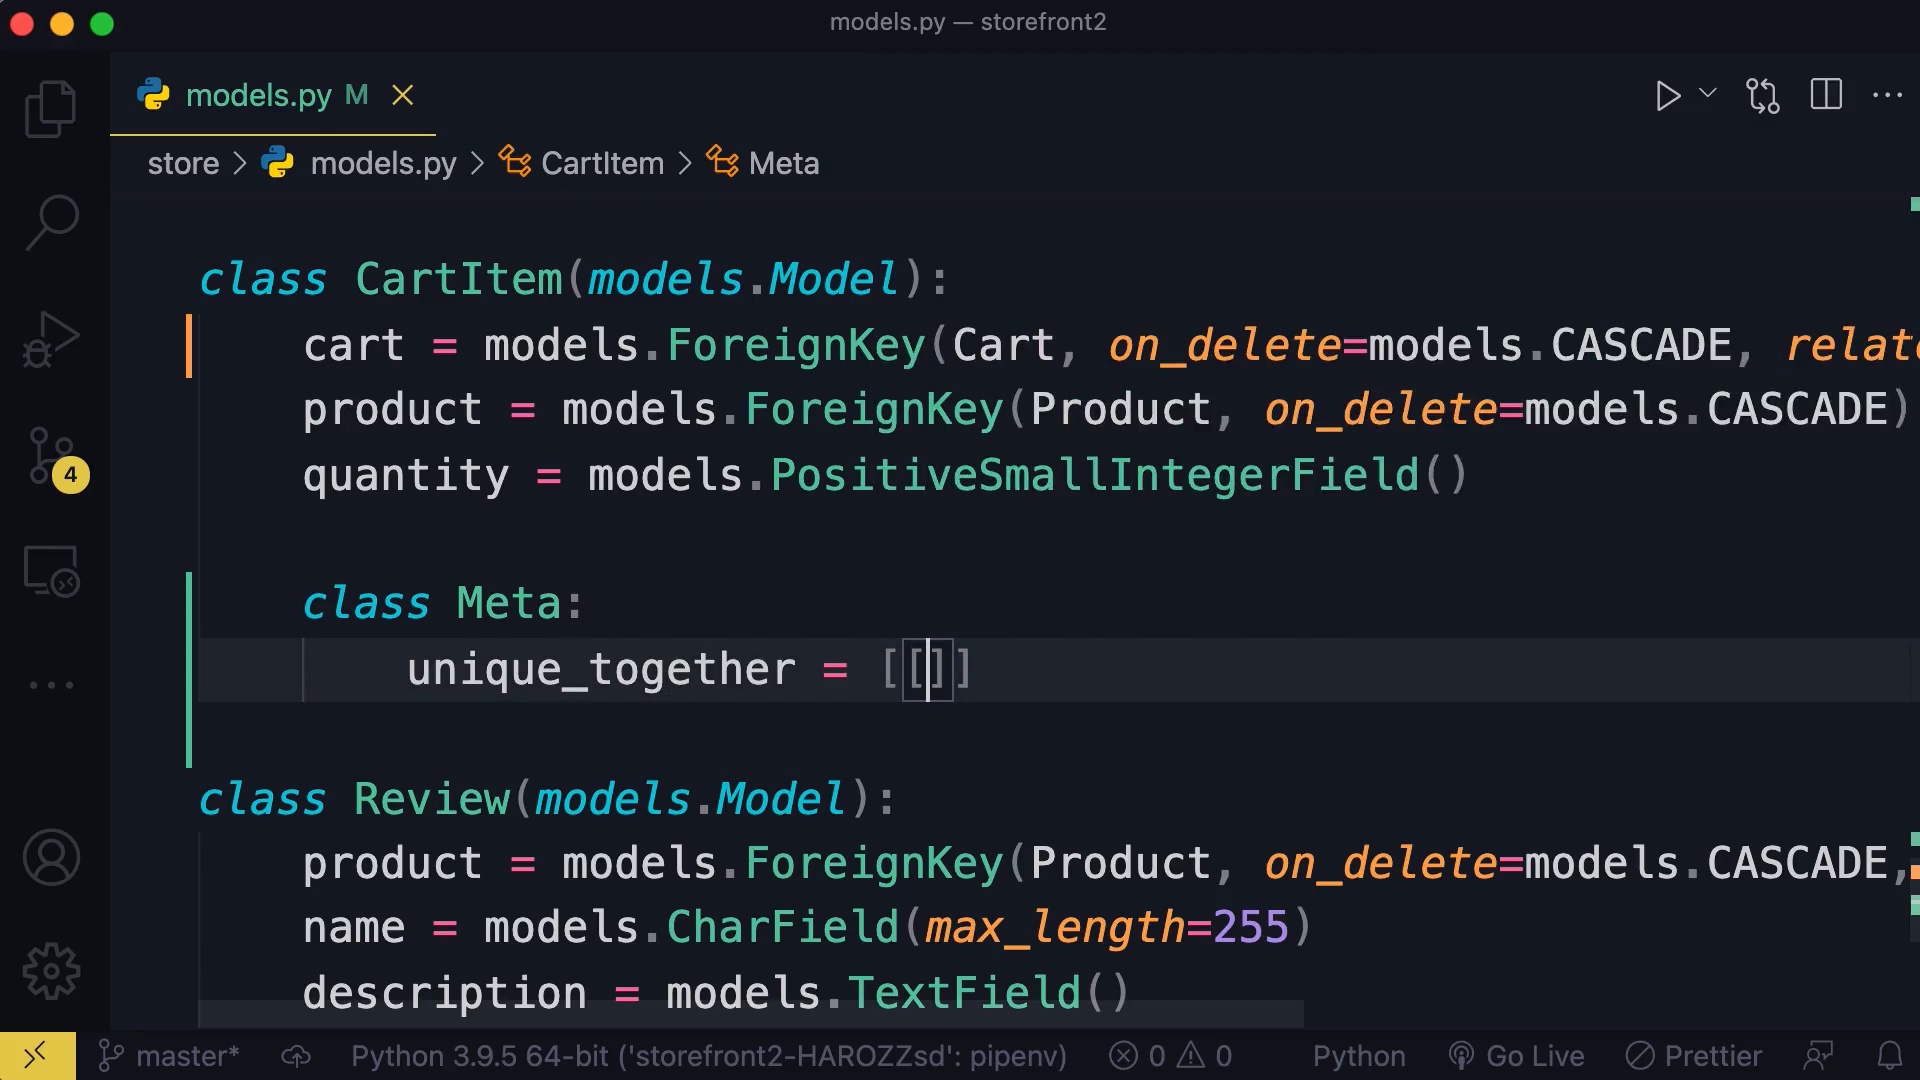 models.py — storefront2
models.py M
store > models.py > CartItem > Meta
class CartItem(models.Model):
cart = models.ForeignKey(Cart, on_delete=models.CASCADE, relat
product = models.ForeignKey(Product, on_delete=models.CASCADE)
quantity = models.PositiveSmallIntegerField()
class Meta:
unique_together = [[]]
class Review(models.Model):
product = models.ForeignKey(Product, on_delete=models.CASCADE,
name = models.CharField(max_length=255)
description = models.TextField()
4
master* Python 3.9.5 64-bit ('storefront2-HAROZZsd': pipenv) 0 0 Python Go Live Prettier